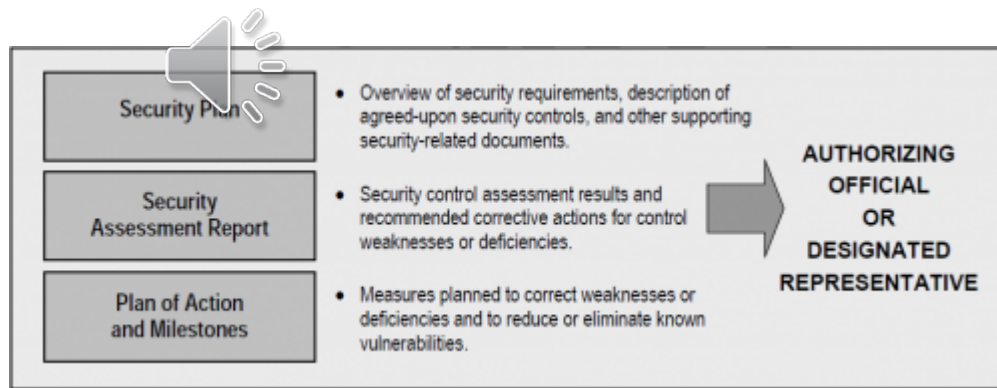 Security Plan
• Overview of security requirements, description of
agreed-upon security controls, and other supporting
security-related documents.
Security
Assessment Report
• Security control assessment results and
recommended corrective actions for control
weaknesses or deficiencies.
Plan of Action
and Milestones
• Measures planned to correct weaknesses or
deficiencies and to reduce or eliminate known
vulnerabilities.
AUTHORIZING
OFFICIAL
OR
DESIGNATED
REPRESENTATIVE